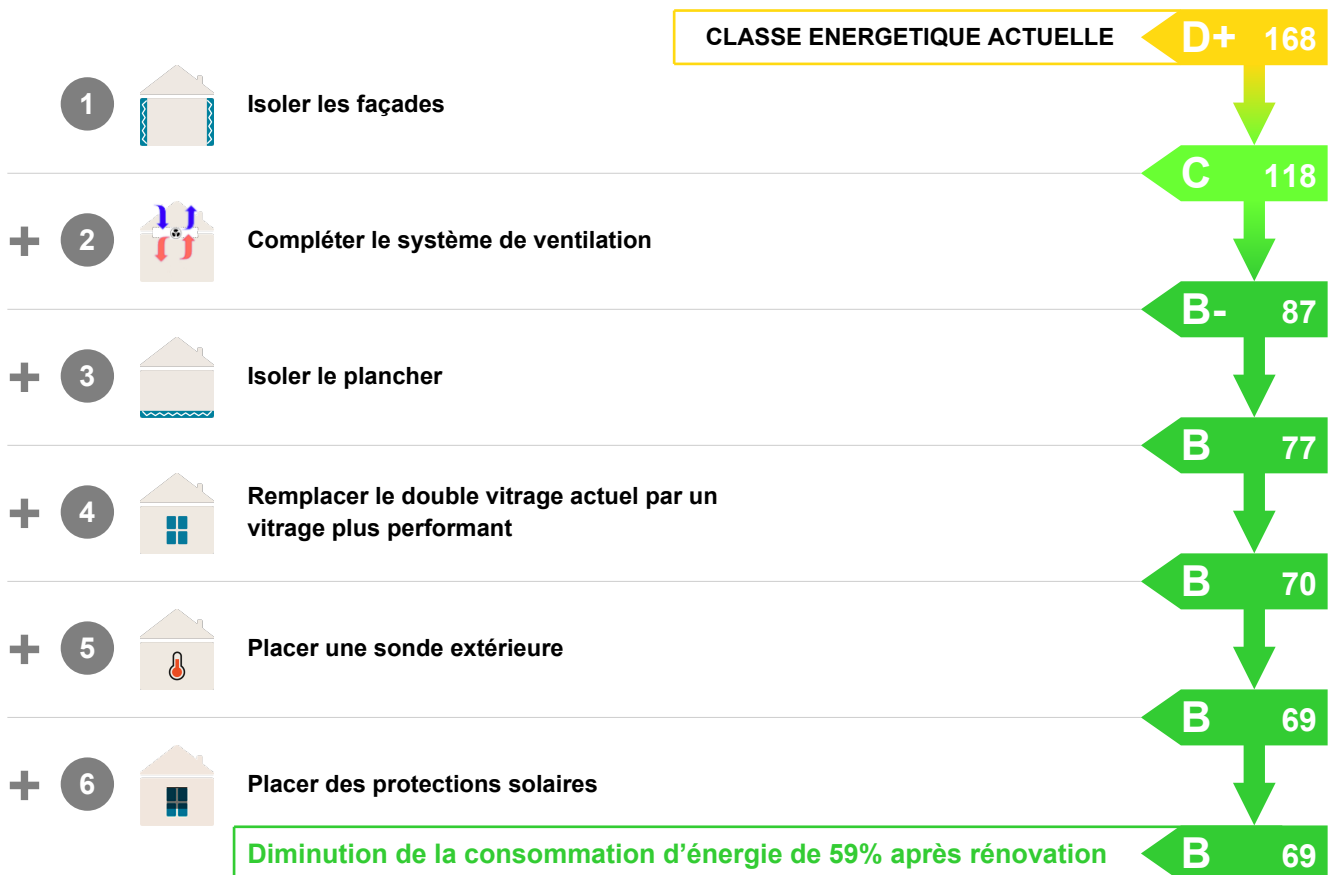 CLASSE ENERGETIQUE ACTUELLE D+ 168
1 Isoler les façades
C 118
+ 2 Compléter le système de ventilation
B- 87
+ 3 Isoler le plancher
B 77
+ 4 Remplacer le double vitrage actuel par un
vitrage plus performant
B 70
+ 5 Placer une sonde extérieure
B 69
+ 6 Placer des protections solaires
Diminution de la consommation d’énergie de 59% après rénovation B 69